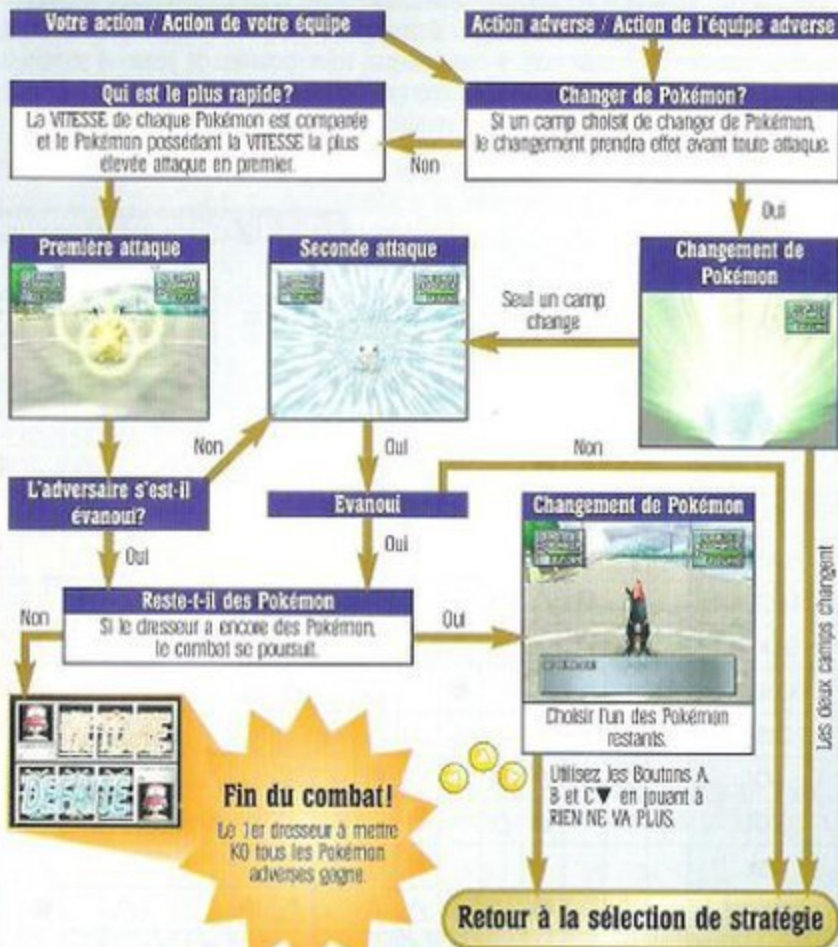 Votre action / Action de votre équipe
Action adverse / Action de l'équipe adverse
Qui est le plus rapide?
La VITESSE de chaque Pokémon est comparée
et le Pokémon possédant la VITESSE la plus
élevée attaque en premier.
Changer de Pokémon?
Si un camp choisit de changer de Pokémon,
le changement prendra effet avant toute attaque.
Non
Oui
Première attaque
Seconde attaque
Changement de
Pokémon
Seul un camp
change
Non
Oui
Non
L'adversaire s'est-il
évanoui?
Evanoui
Changement de Pokémon
Oui
Oui
Reste-t-il des Pokémon
Si le dresseur a encore des Pokémon,
le combat se poursuit.
Non
Oui
Les deux camps changent
Choisir l'un des Pokémon
restants.
DEFAITE
Fin du combat!
Le 1er dresseur à mettre
KO tous les Pokémon
adverses gagne.
Utilisez les Boutons A,
B et C▼ en jouant à
RIEN NE VA PLUS.
Retour à la sélection de stratégie